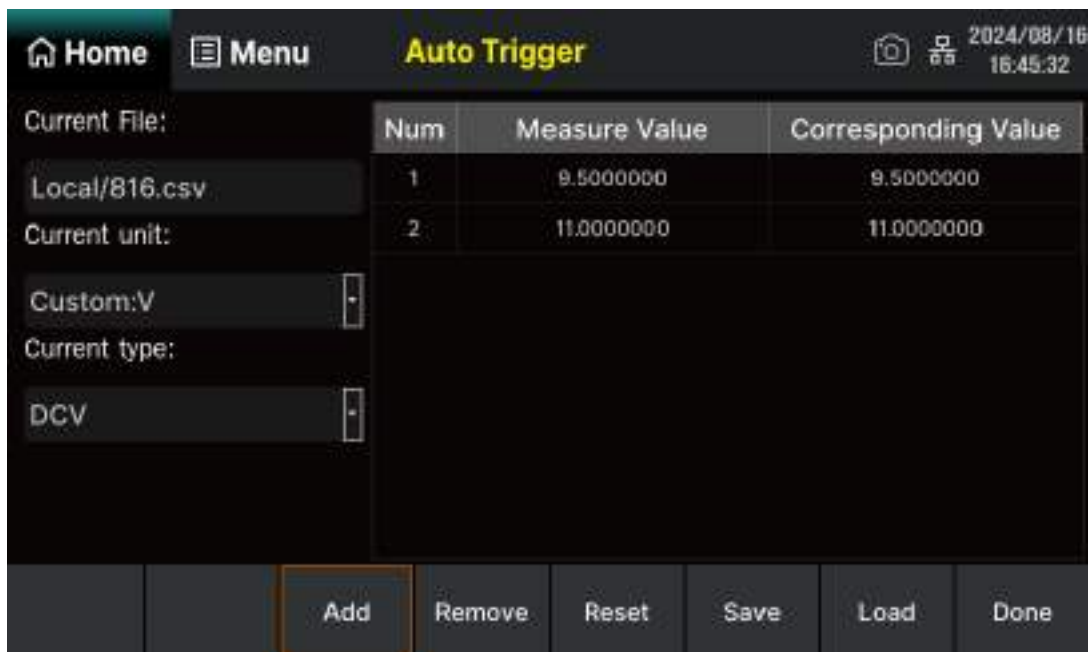 Home Menu Auto Trigger 2024/08/16
16:45:32
Current File:
Local/816.csv
Current unit:
Custom:V
Current type:
DCV
Num Measure Value Corresponding Value
1 9.5000000 9.5000000
2 11.0000000 11.0000000
Add Remove Reset Save Load Done